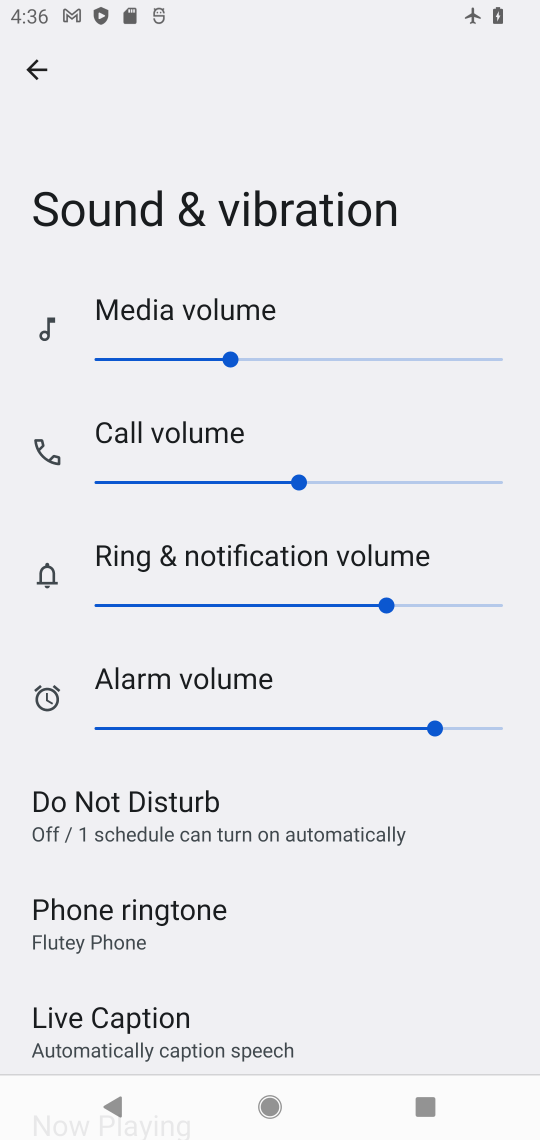 4:36
Sound & vibration
Media volume
Call volume
Ring & notification volume
Alarm volume
Do Not Disturb
Off / 1 schedule can turn on automatically
Phone ringtone
Flutey Phone
Live Caption
Automatically caption speech
Now Playing